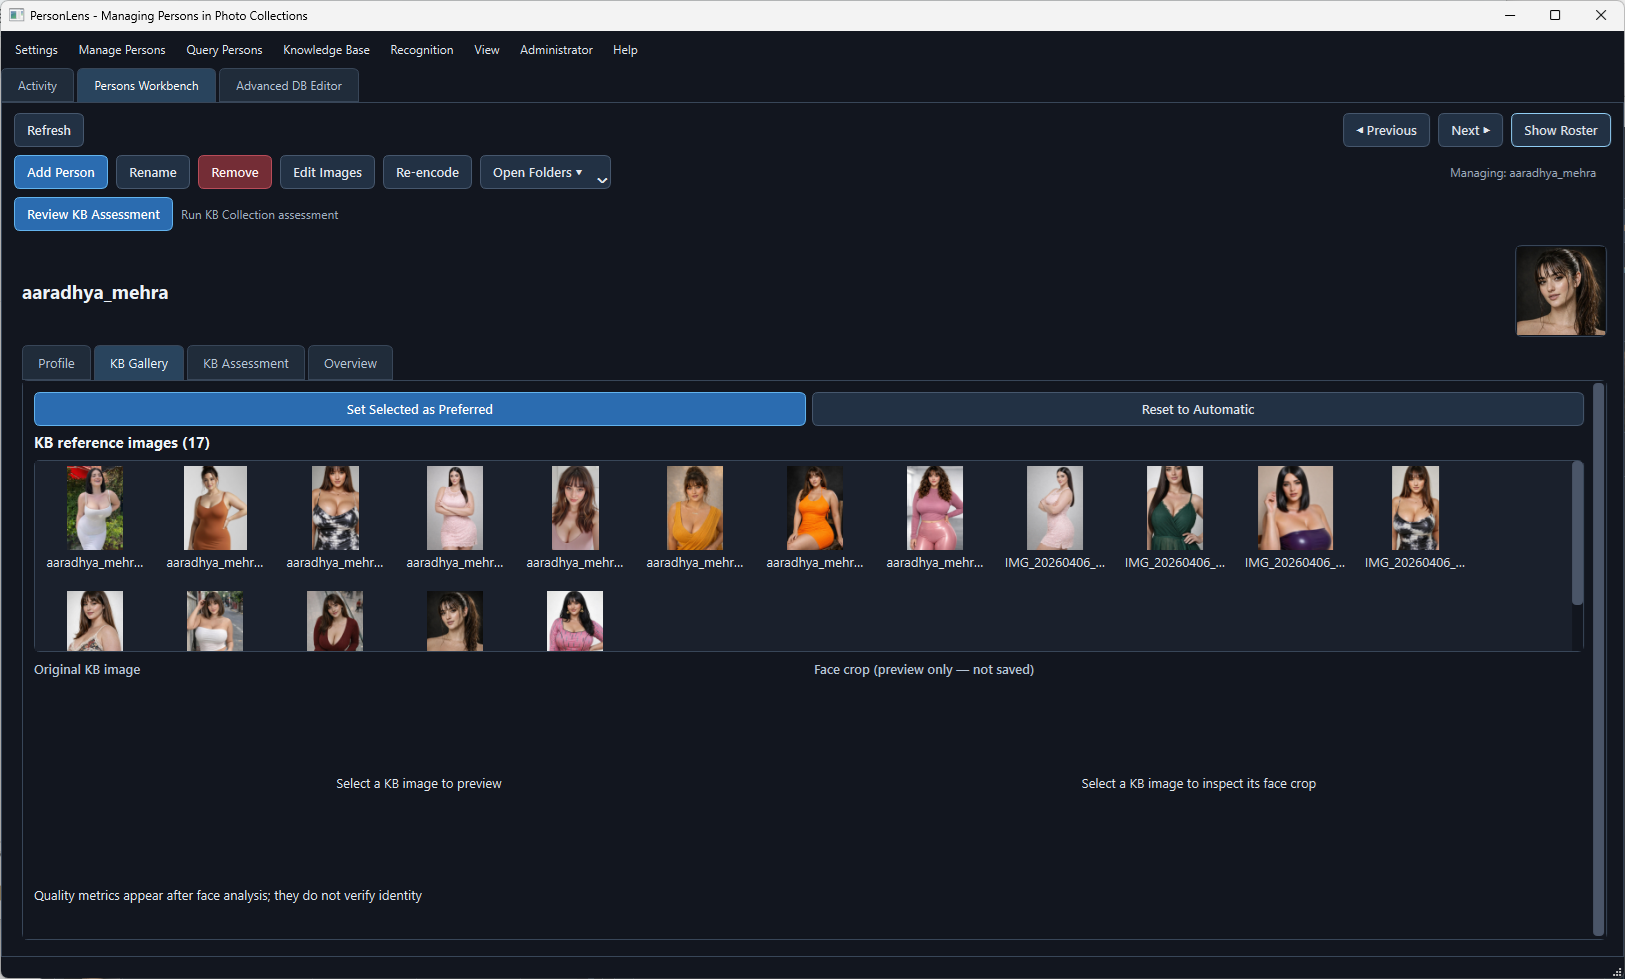 PersonLens - Managing Persons in Photo Collections
Settings Manage Persons Query Persons Knowledge Base Recognition View Administrator Help
Activity Persons Workbench Advanced DB Editor
Refresh ◂ Previous Next ▸ Show Roster
Add Person Rename Remove Edit Images Re-encode Open Folders ▾ Managing: aaradhya_mehra
Review KB Assessment Run KB Collection assessment
aaradhya_mehra
Profile KB Gallery KB Assessment Overview
Set Selected as Preferred Reset to Automatic
KB reference images (17)
aaradhya_mehr... aaradhya_mehr... aaradhya_mehr... aaradhya_mehr... aaradhya_mehr... aaradhya_mehr... aaradhya_mehr... aaradhya_mehr... IMG_20260406_... IMG_20260406_... IMG_20260406_... IMG_20260406_...
Original KB image Face crop (preview only — not saved)
Select a KB image to preview Select a KB image to inspect its face crop
Quality metrics appear after face analysis; they do not verify identity